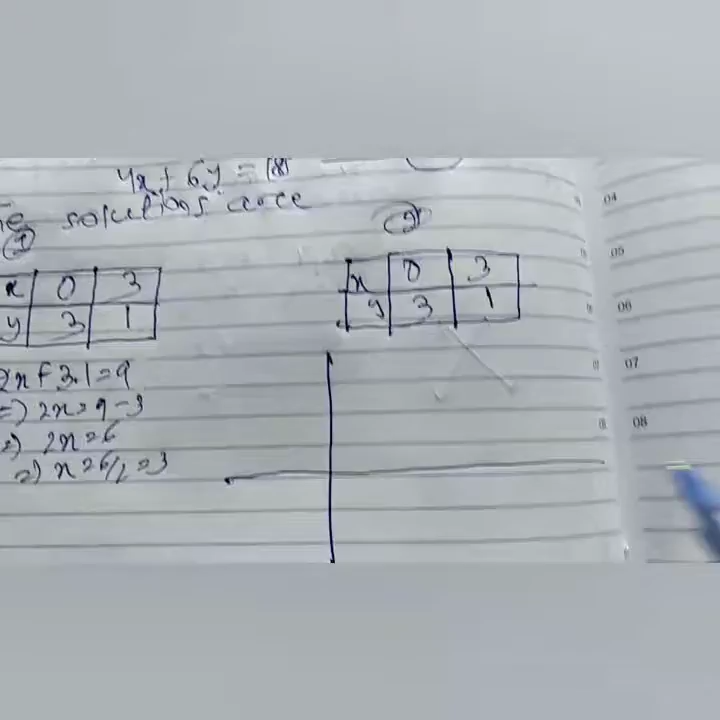 4x + 6y = 18
solutions are
①
②
x 0 3
y 3 1
x 0 3
y 3 1
2x + 3.1 = 9
=) 2x = 9 - 3
=) 2x = 6
=) x = 6/2 = 3
04
05
06
07
08